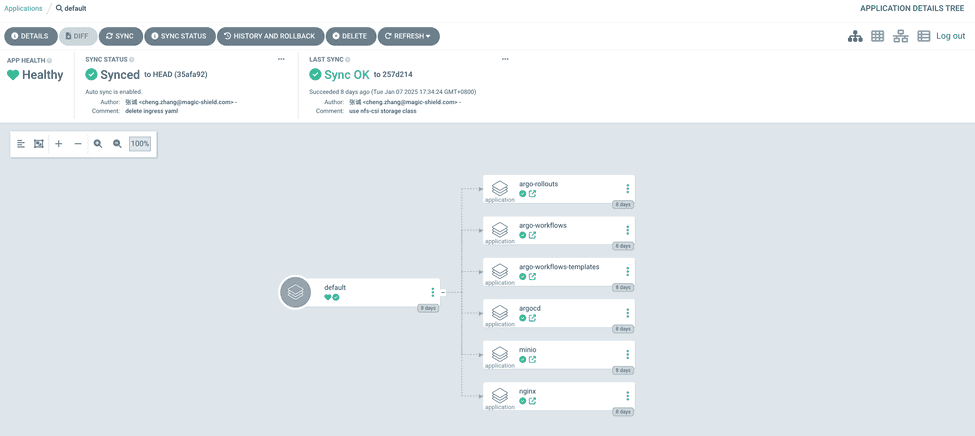 Applications / default
APPLICATION DETAILS TREE
DETAILS DIFF SYNC SYNC STATUS HISTORY AND ROLLBACK DELETE REFRESH
Log out
APP HEALTH
Healthy
SYNC STATUS
Synced to HEAD (35afa92)
Auto sync is enabled.
Author: 张诚 <cheng.zhang@magic-shield.com> -
Comment: delete ingress yaml
LAST SYNC
Sync OK to 257d214
Succeeded 8 days ago (Tue Jan 07 2025 17:34:24 GMT+0800)
Author: 张诚 <cheng.zhang@magic-shield.com> -
Comment: use nfs-csi storage class
100%
argo-rollouts
application
8 days
argo-workflows
application
8 days
argo-workflows-templates
application
8 days
default
8 days
argocd
application
8 days
minio
application
8 days
nginx
application
8 days